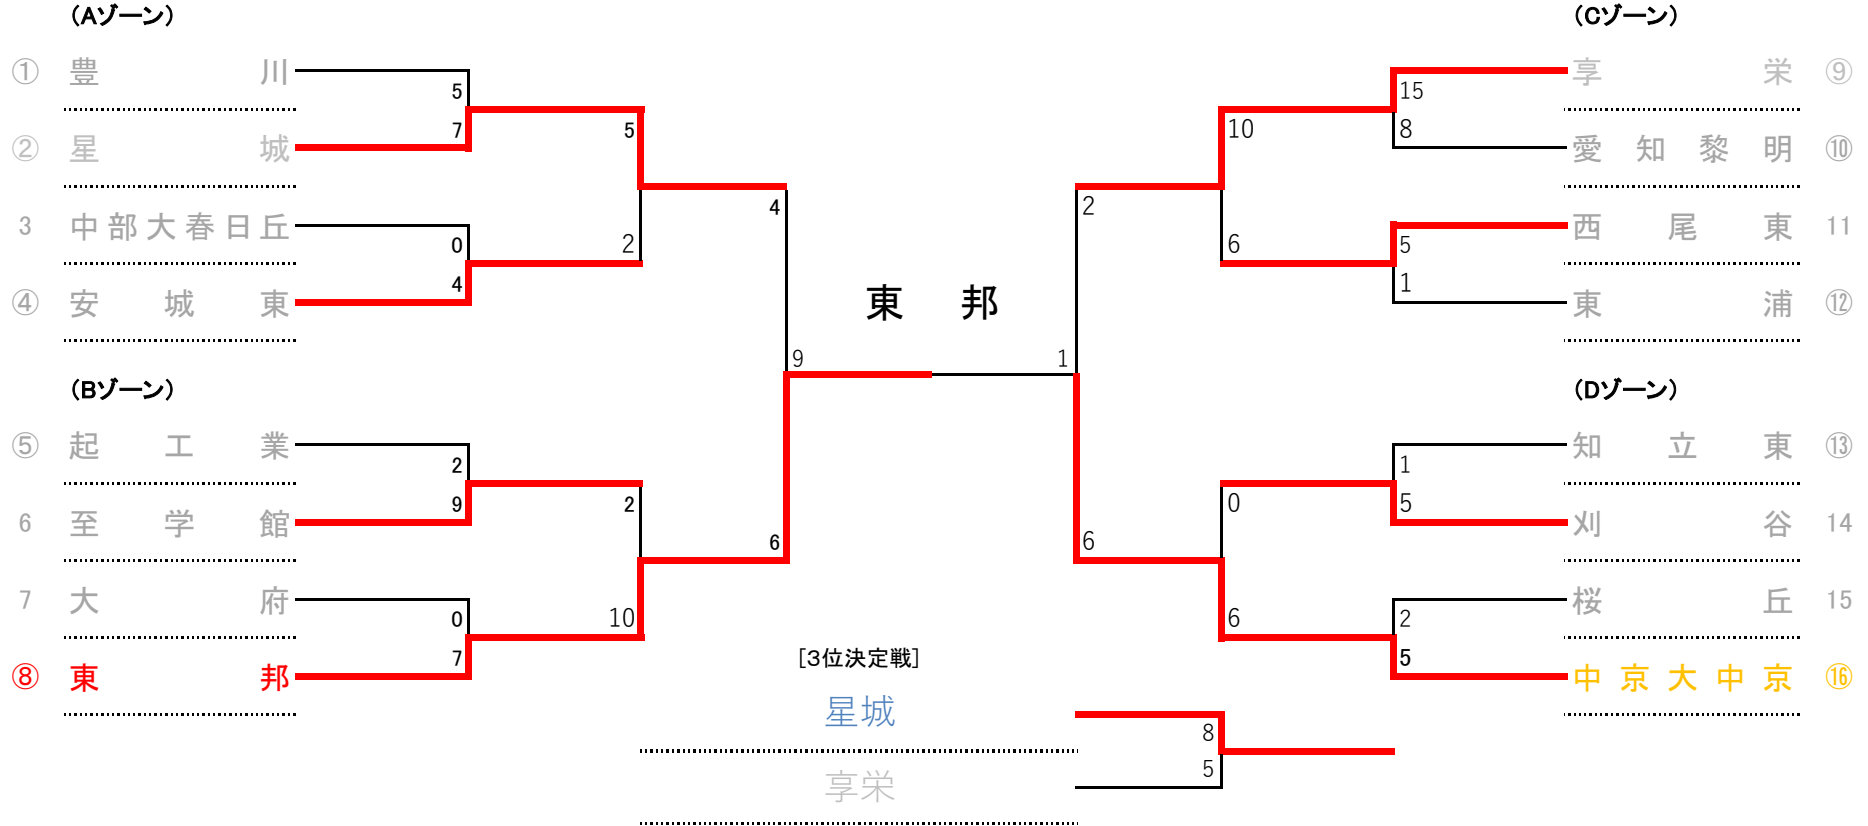 (Aゾーン)
① 豊川
5
② 星城
7
5
3 中部大春日丘
0
2
④ 安城東
4
4
(Bゾーン)
⑤ 起工業
2
6 至学館
9
2
7 大府
0
10
⑧ 東邦
7
6
東邦
9 1
(Cゾーン)
享栄 ⑨
15
愛知黎明 ⑩
8
10
西尾東 11
5
6
東浦 ⑫
1
2
(Dゾーン)
知立東 ⑬
1
刈谷 14
5
0
桜丘 15
2
6
中京大中京 ⑯
5
6
[3位決定戦]
星城
8
享栄
5